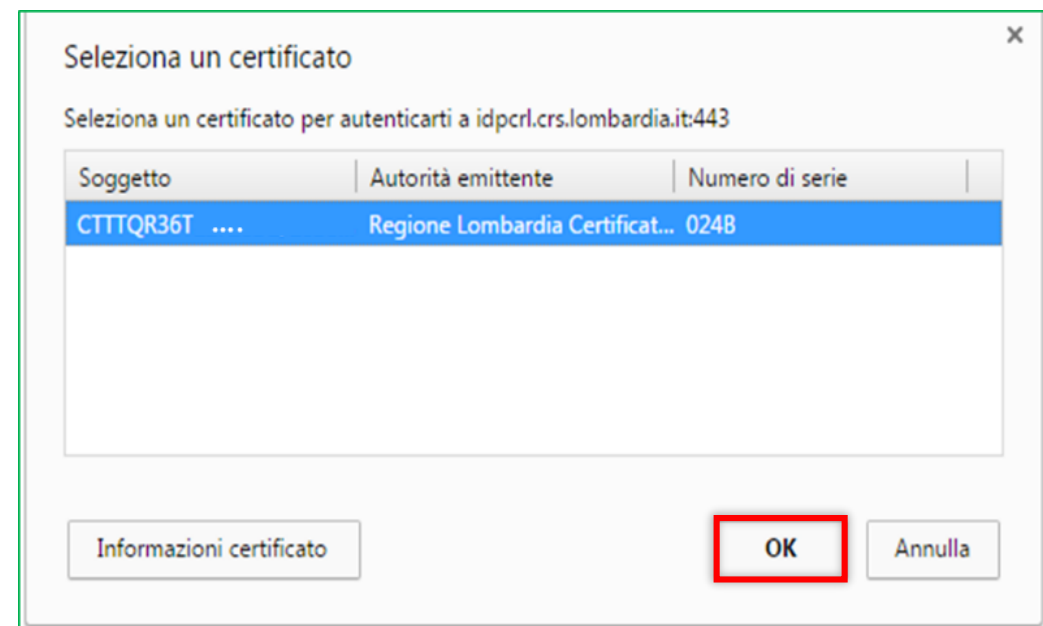 ×
Seleziona un certificato
Seleziona un certificato per autenticarti a idpcrl.crs.lombardia.it:443
Soggetto Autorità emittente Numero di serie
CTTTQR36T .... Regione Lombardia Certificat... 024B
Informazioni certificato OK Annulla